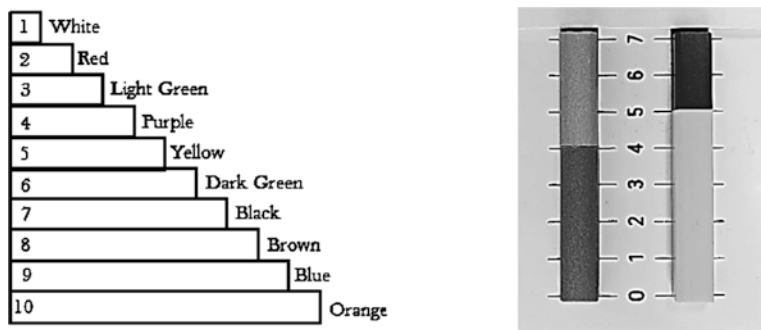 1 White
2 Red
3 Light Green
4 Purple
5 Yellow
6 Dark Green
7 Black
8 Brown
9 Blue
10 Orange
7
6
5
4
3
2
1
0